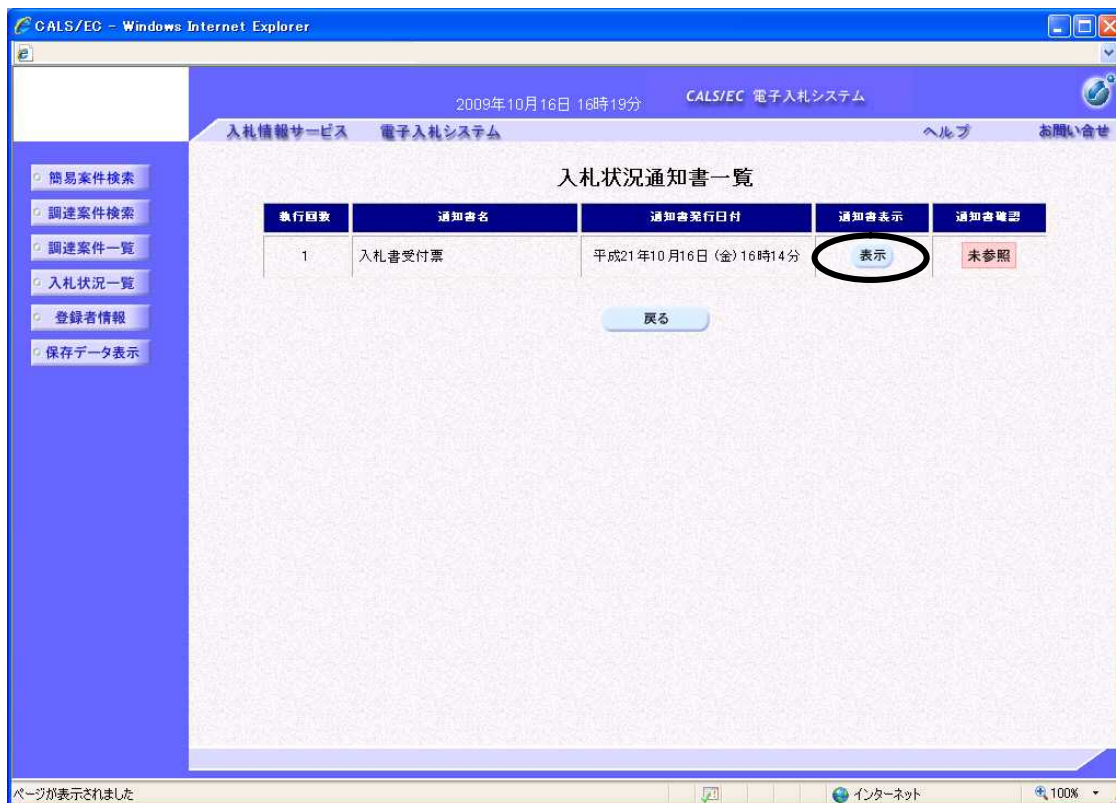 CALS/EC - Windows Internet Explorer
2009年10月16日 16時19分
CALS/EC 電子入札システム
入札情報サービス 電子入札システム ヘルプ お問い合せ
簡易案件検索
調達案件検索
調達案件一覧
入札状況一覧
登録者情報
保存データ表示
入札状況通知書一覧
執行回数 通知書名 通知書発行日付 通知書表示 通知書確認
1 入札書受付票 平成21年10月16日（金）16時14分 表示 未参照
戻る
ページが表示されました インターネット 100%